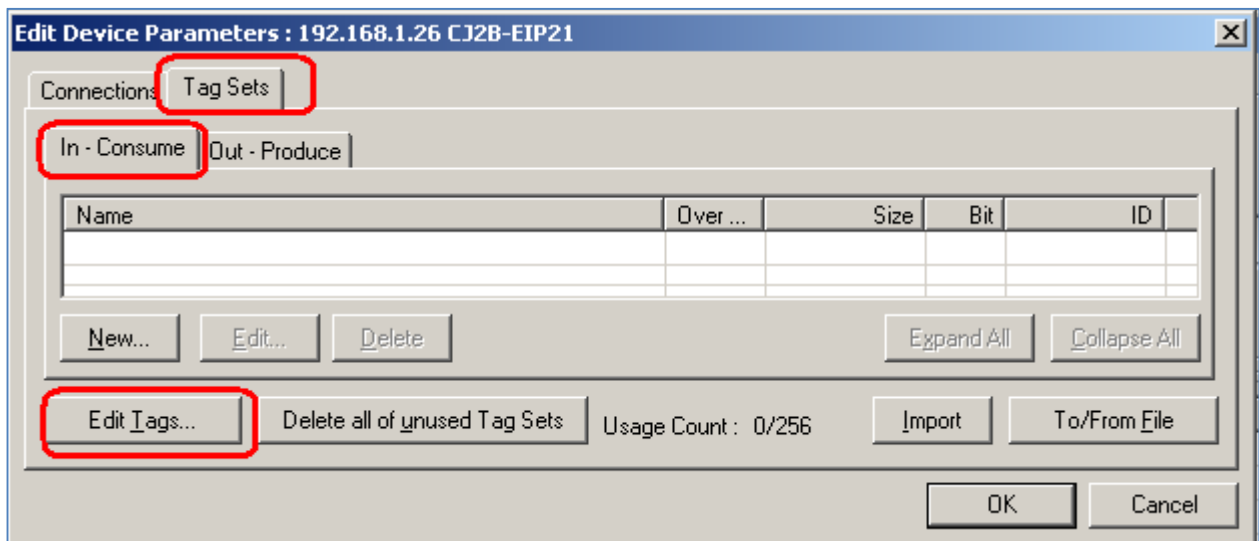 Edit Device Parameters : 192.168.1.26 CJ2B-EIP21
Connections Tag Sets
In - Consume Out - Produce
Name Over ... Size Bit ID
New... Edit... Delete Expand All Collapse All
Edit Tags... Delete all of unused Tag Sets Usage Count : 0/256 Import To/From File
OK Cancel